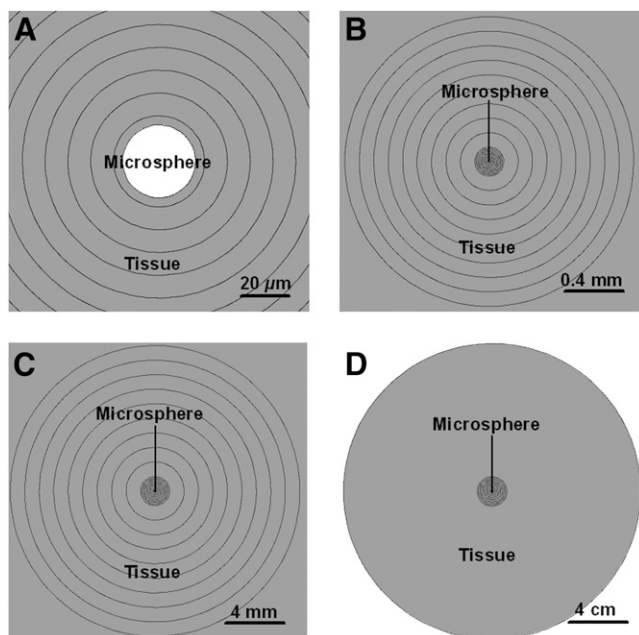 A
Microsphere
Tissue
20 µm
B
Microsphere
Tissue
0.4 mm
C
Microsphere
Tissue
4 mm
D
Microsphere
Tissue
4 cm